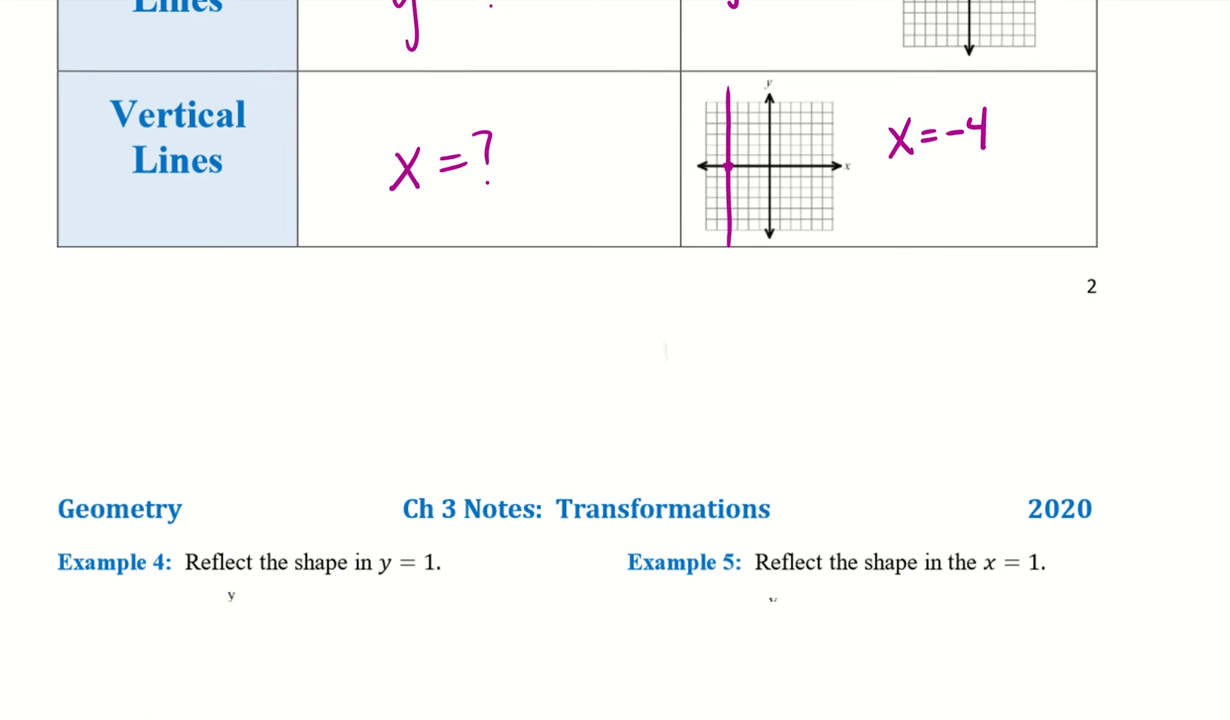 Lines
y
Vertical
Lines
x = ?
y
x
x = -4
2
Geometry Ch 3 Notes: Transformations 2020
Example 4: Reflect the shape in y = 1.
Example 5: Reflect the shape in the x = 1.
y